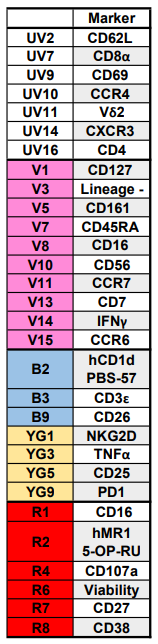 Marker
UV2 CD62L
UV7 CD8α
UV9 CD69
UV10 CCR4
UV11 Vδ2
UV14 CXCR3
UV16 CD4
V1 CD127
V3 Lineage -
V5 CD161
V7 CD45RA
V8 CD16
V10 CD56
V11 CCR7
V13 CD7
V14 IFNγ
V15 CCR6
B2 hCD1d
PBS-57
B3 CD3ε
B9 CD26
YG1 NKG2D
YG3 TNFα
YG5 CD25
YG9 PD1
R1 CD16
R2 hMR1
5-OP-RU
R4 CD107a
R6 Viability
R7 CD27
R8 CD38